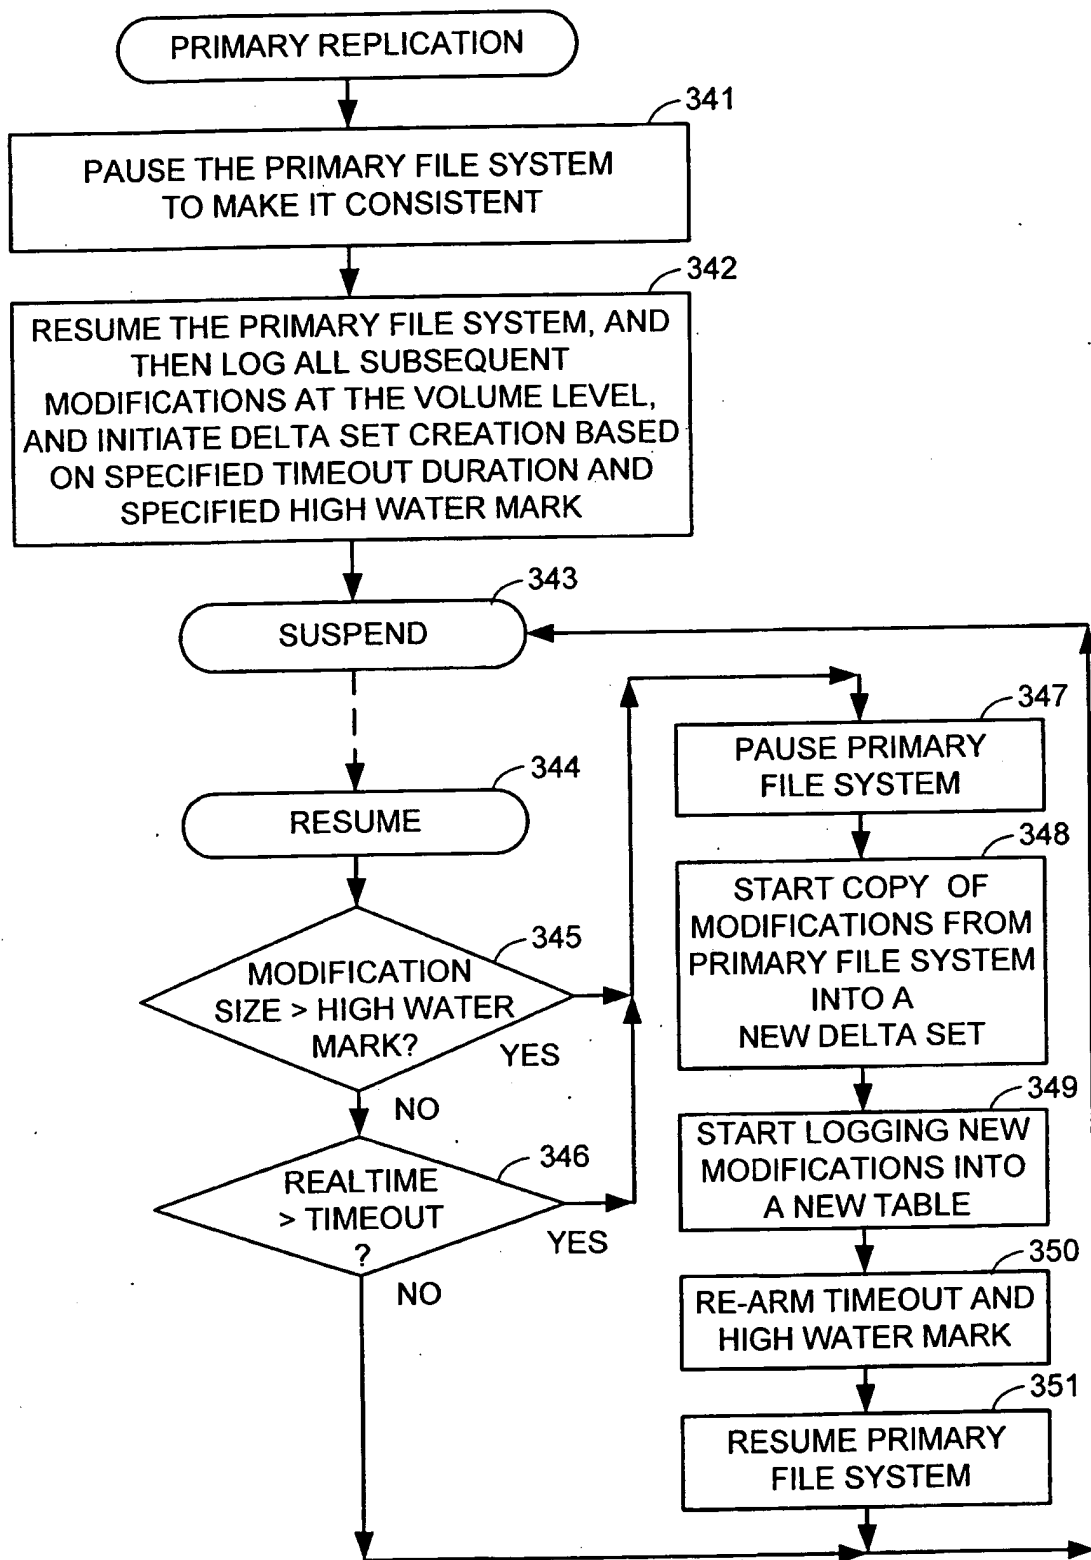 PRIMARY REPLICATION
341
PAUSE THE PRIMARY FILE SYSTEM
TO MAKE IT CONSISTENT
342
RESUME THE PRIMARY FILE SYSTEM, AND
THEN LOG ALL SUBSEQUENT
MODIFICATIONS AT THE VOLUME LEVEL,
AND INITIATE DELTA SET CREATION BASED
ON SPECIFIED TIMEOUT DURATION AND
SPECIFIED HIGH WATER MARK
343
SUSPEND
344
RESUME
345
MODIFICATION
SIZE > HIGH WATER
MARK?
YES
NO
346
REALTIME
> TIMEOUT
?
YES
NO
347
PAUSE PRIMARY
FILE SYSTEM
348
START COPY OF
MODIFICATIONS FROM
PRIMARY FILE SYSTEM
INTO A
NEW DELTA SET
349
START LOGGING NEW
MODIFICATIONS INTO
A NEW TABLE
350
RE-ARM TIMEOUT AND
HIGH WATER MARK
351
RESUME PRIMARY
FILE SYSTEM